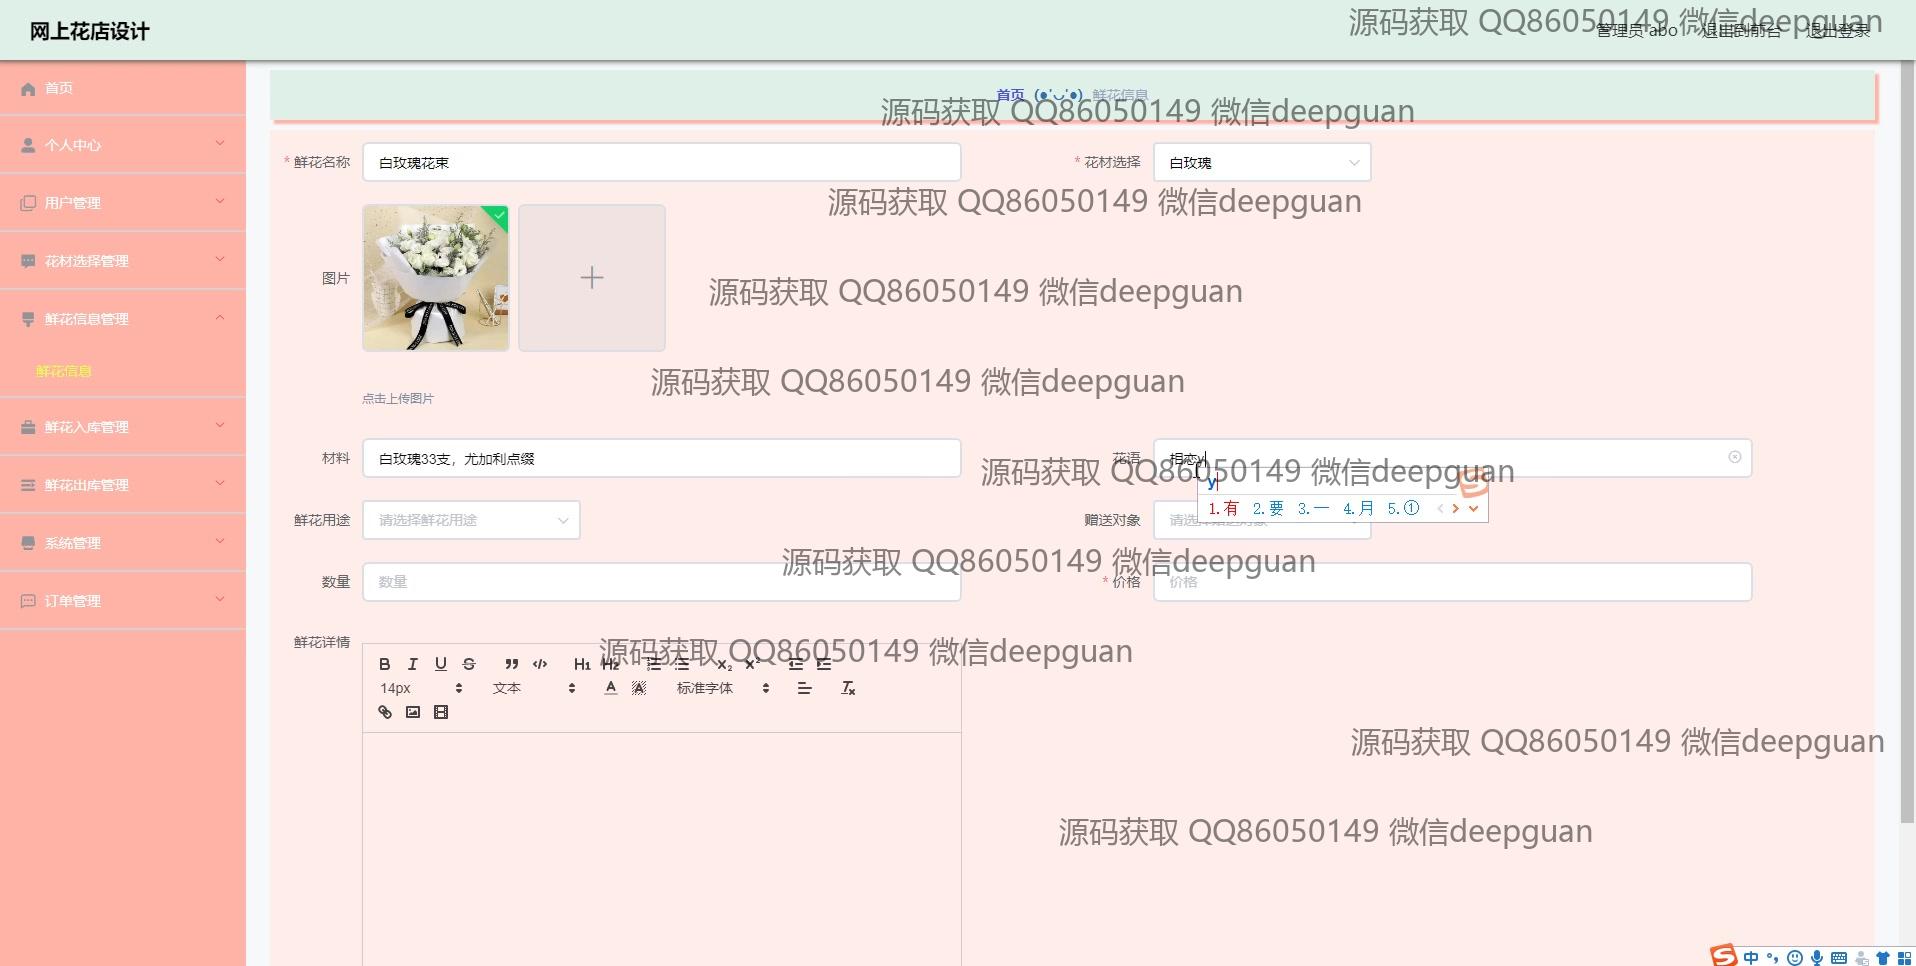 网上花店设计
源码获取 QQ86050149 微信deepguan
管理员 abo 退出到前台 退出登录
首页
个人中心
用户管理
花材选择管理
鲜花信息管理
鲜花信息
鲜花入库管理
鲜花出库管理
系统管理
订单管理
首页 (●'◡'●) 鲜花信息
源码获取 QQ86050149 微信deepguan
* 鲜花名称 白玫瑰花束 * 花材选择 白玫瑰
源码获取 QQ86050149 微信deepguan
图片
源码获取 QQ86050149 微信deepguan
源码获取 QQ86050149 微信deepguan
点击上传图片
材料 白玫瑰33支，尤加利点缀 花语 相恋y
源码获取 QQ86050149 微信deepguan
y
1.有 2.要 3.一 4.月 5.①
鲜花用途 请选择鲜花用途 赠送对象 请选择赠送对象
源码获取 QQ86050149 微信deepguan
数量 数量 * 价格 价格
鲜花详情
源码获取 QQ86050149 微信deepguan
B I U S H1 H2 X₂ X²
14px 文本 A A 标准字体
源码获取 QQ86050149 微信deepguan
源码获取 QQ86050149 微信deepguan
S 中